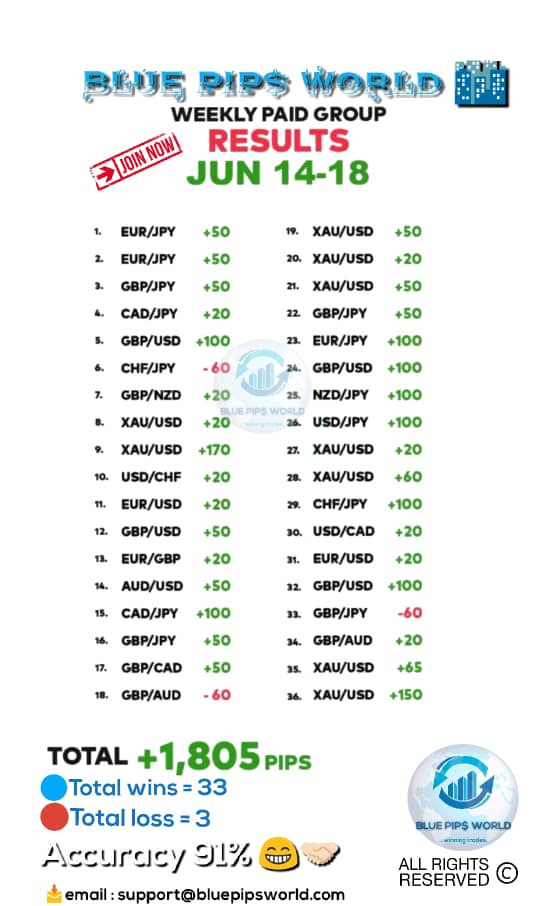 BLUE PIP$ WORLD
WEEKLY PAID GROUP
RESULTS
JOIN NOW
JUN 14-18
1. EUR/JPY +50
2. EUR/JPY +50
3. GBP/JPY +50
4. CAD/JPY +20
5. GBP/USD +100
6. CHF/JPY - 60
7. GBP/NZD +20
8. XAU/USD +20
9. XAU/USD +170
10. USD/CHF +20
11. EUR/USD +20
12. GBP/USD +50
13. EUR/GBP +20
14. AUD/USD +50
15. CAD/JPY +100
16. GBP/JPY +50
17. GBP/CAD +50
18. GBP/AUD - 60
19. XAU/USD +50
20. XAU/USD +20
21. XAU/USD +50
22. GBP/JPY +50
23. EUR/JPY +100
24. GBP/USD +100
25. NZD/JPY +100
26. USD/JPY +100
27. XAU/USD +20
28. XAU/USD +60
29. CHF/JPY +100
30. USD/CAD +20
31. EUR/USD +20
32. GBP/USD +100
33. GBP/JPY -60
34. GBP/AUD +20
35. XAU/USD +65
36. XAU/USD +150
BLUE PIPS WORLD
... winning trades.
TOTAL +1,805 PIPS
Total wins = 33
Total loss = 3
Accuracy 91% 😁🤝🏻
📥 email : support@bluepipsworld.com
BLUE PIP$ WORLD
... winning trades.
ALL RIGHTS
RESERVED ©